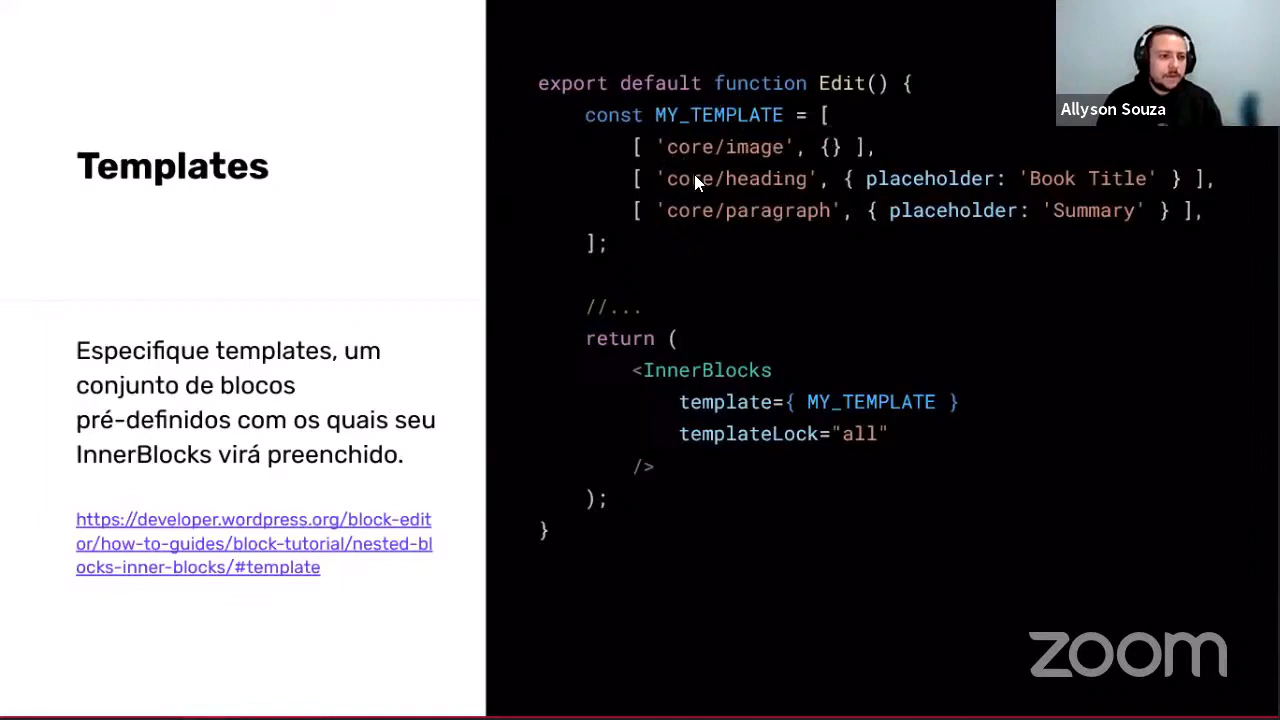 Templates
Especifique templates, um
conjunto de blocos
pré-definidos com os quais seu
InnerBlocks virá preenchido.
https://developer.wordpress.org/block-edit
or/how-to-guides/block-tutorial/nested-bl
ocks-inner-blocks/#template
export default function Edit() {
const MY_TEMPLATE = [
[ 'core/image', {} ],
[ 'core/heading', { placeholder: 'Book Title' } ],
[ 'core/paragraph', { placeholder: 'Summary' } ],
];
//...
return (
<InnerBlocks
template={ MY_TEMPLATE }
templateLock="all"
/>
);
}
Allyson Souza
zoom